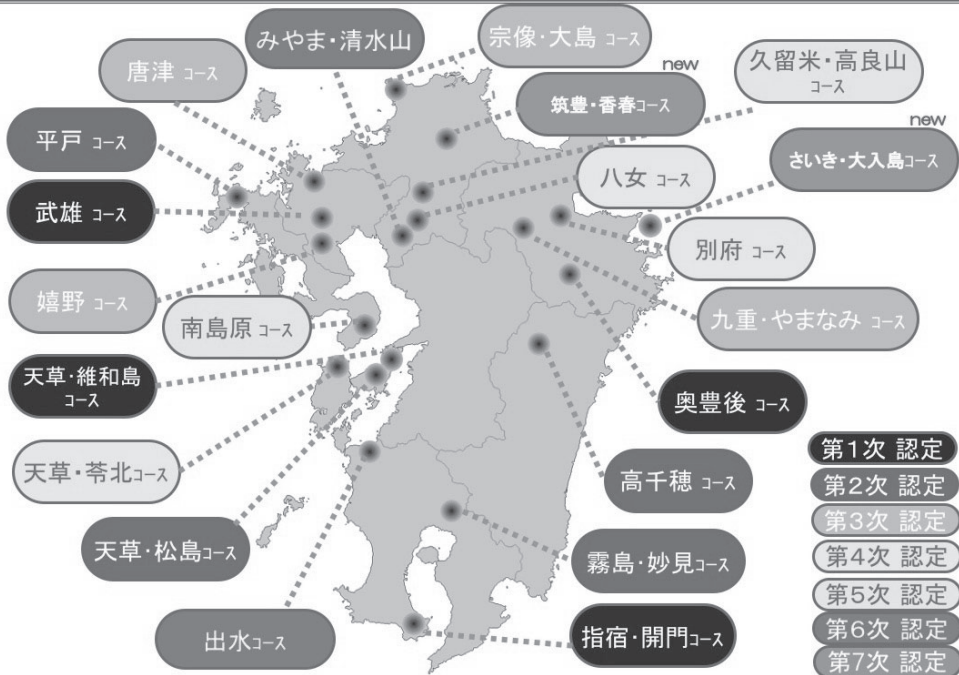 みやま・清水山
宗像・大島 コース
唐津 コース
new
筑豊・香春コース
久留米・高良山
コース
平戸 コース
new
さいき・大入島コース
八女 コース
武雄 コース
別府 コース
嬉野 コース
南島原 コース
九重・やまなみ コース
天草・維和島
コース
奥豊後 コース
天草・苓北コース
高千穂 コース
天草・松島コース
霧島・妙見コース
出水コース
指宿・開門コース
第1次 認定
第2次 認定
第3次 認定
第4次 認定
第5次 認定
第6次 認定
第7次 認定